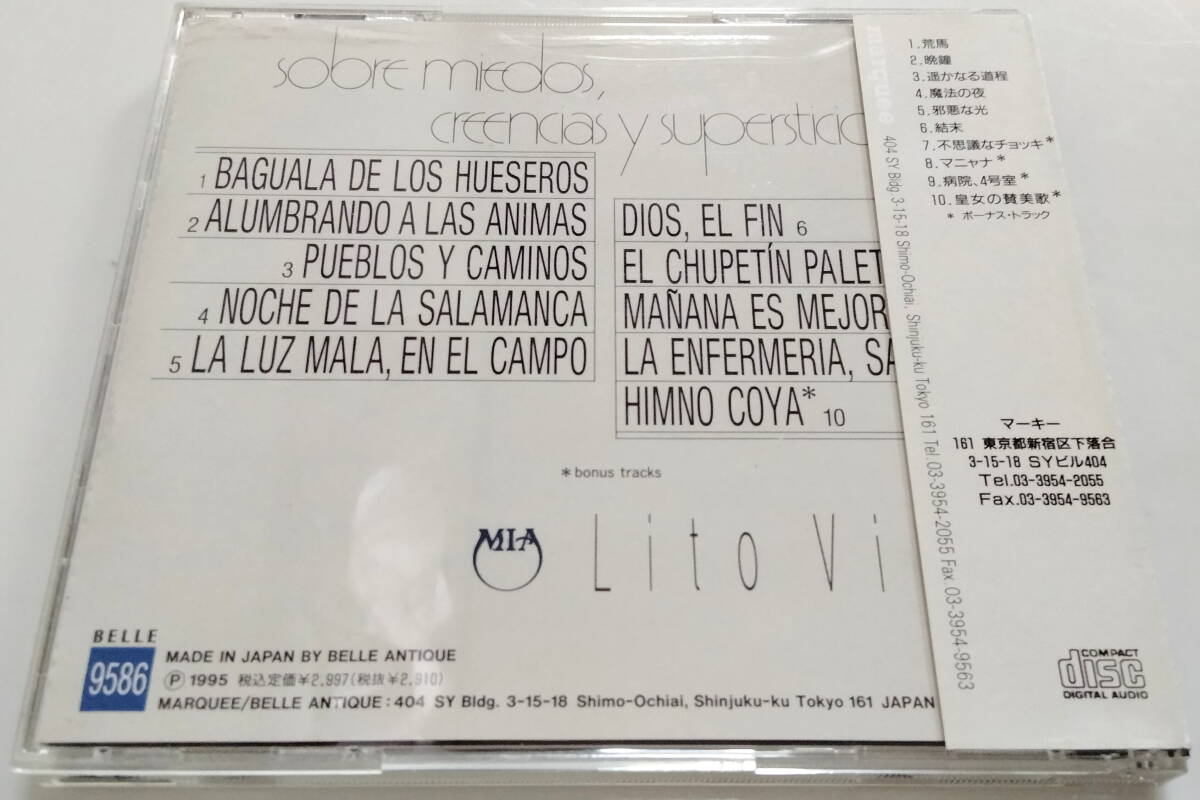 sobre miedos,
creencias y supersticio
1 BAGUALA DE LOS HUESEROS
2 ALUMBRANDO A LAS ANIMAS
3 PUEBLOS Y CAMINOS
4 NOCHE DE LA SALAMANCA
5 LA LUZ MALA, EN EL CAMPO
DIOS, EL FIN 6
EL CHUPETÍN PALET
MAÑANA ES MEJOR
LA ENFERMERIA, SA
HIMNO COYA* 10
* bonus tracks
MIA
Lito Vi
BELLE
9586
MADE IN JAPAN BY BELLE ANTIQUE
Ⓟ 1995 税込定価¥2,997(税抜¥2,910)
MARQUEE/BELLE ANTIQUE : 404 SY Bldg. 3-15-18 Shimo-Ochiai, Shinjuku-ku Tokyo 161 JAPAN
marquee
404 SY Bldg 3-15-18 Shimo-Ochiai, Shinjuku-ku Tokyo 161 Tel.03-3954-2055 Fax.03-3954-9563
1.荒馬
2.晩鐘
3.遥かなる道程
4.魔法の夜
5.邪悪な光
6.結末
7.不思議なチョッキ*
8.マニャナ*
9.病院、4号室*
10.皇女の賛美歌*
* ボーナス・トラック
マーキー
161 東京都新宿区下落合
3-15-18 SYビル404
Tel.03-3954-2055
Fax.03-3954-9563
COMPACT
disc
DIGITAL AUDIO